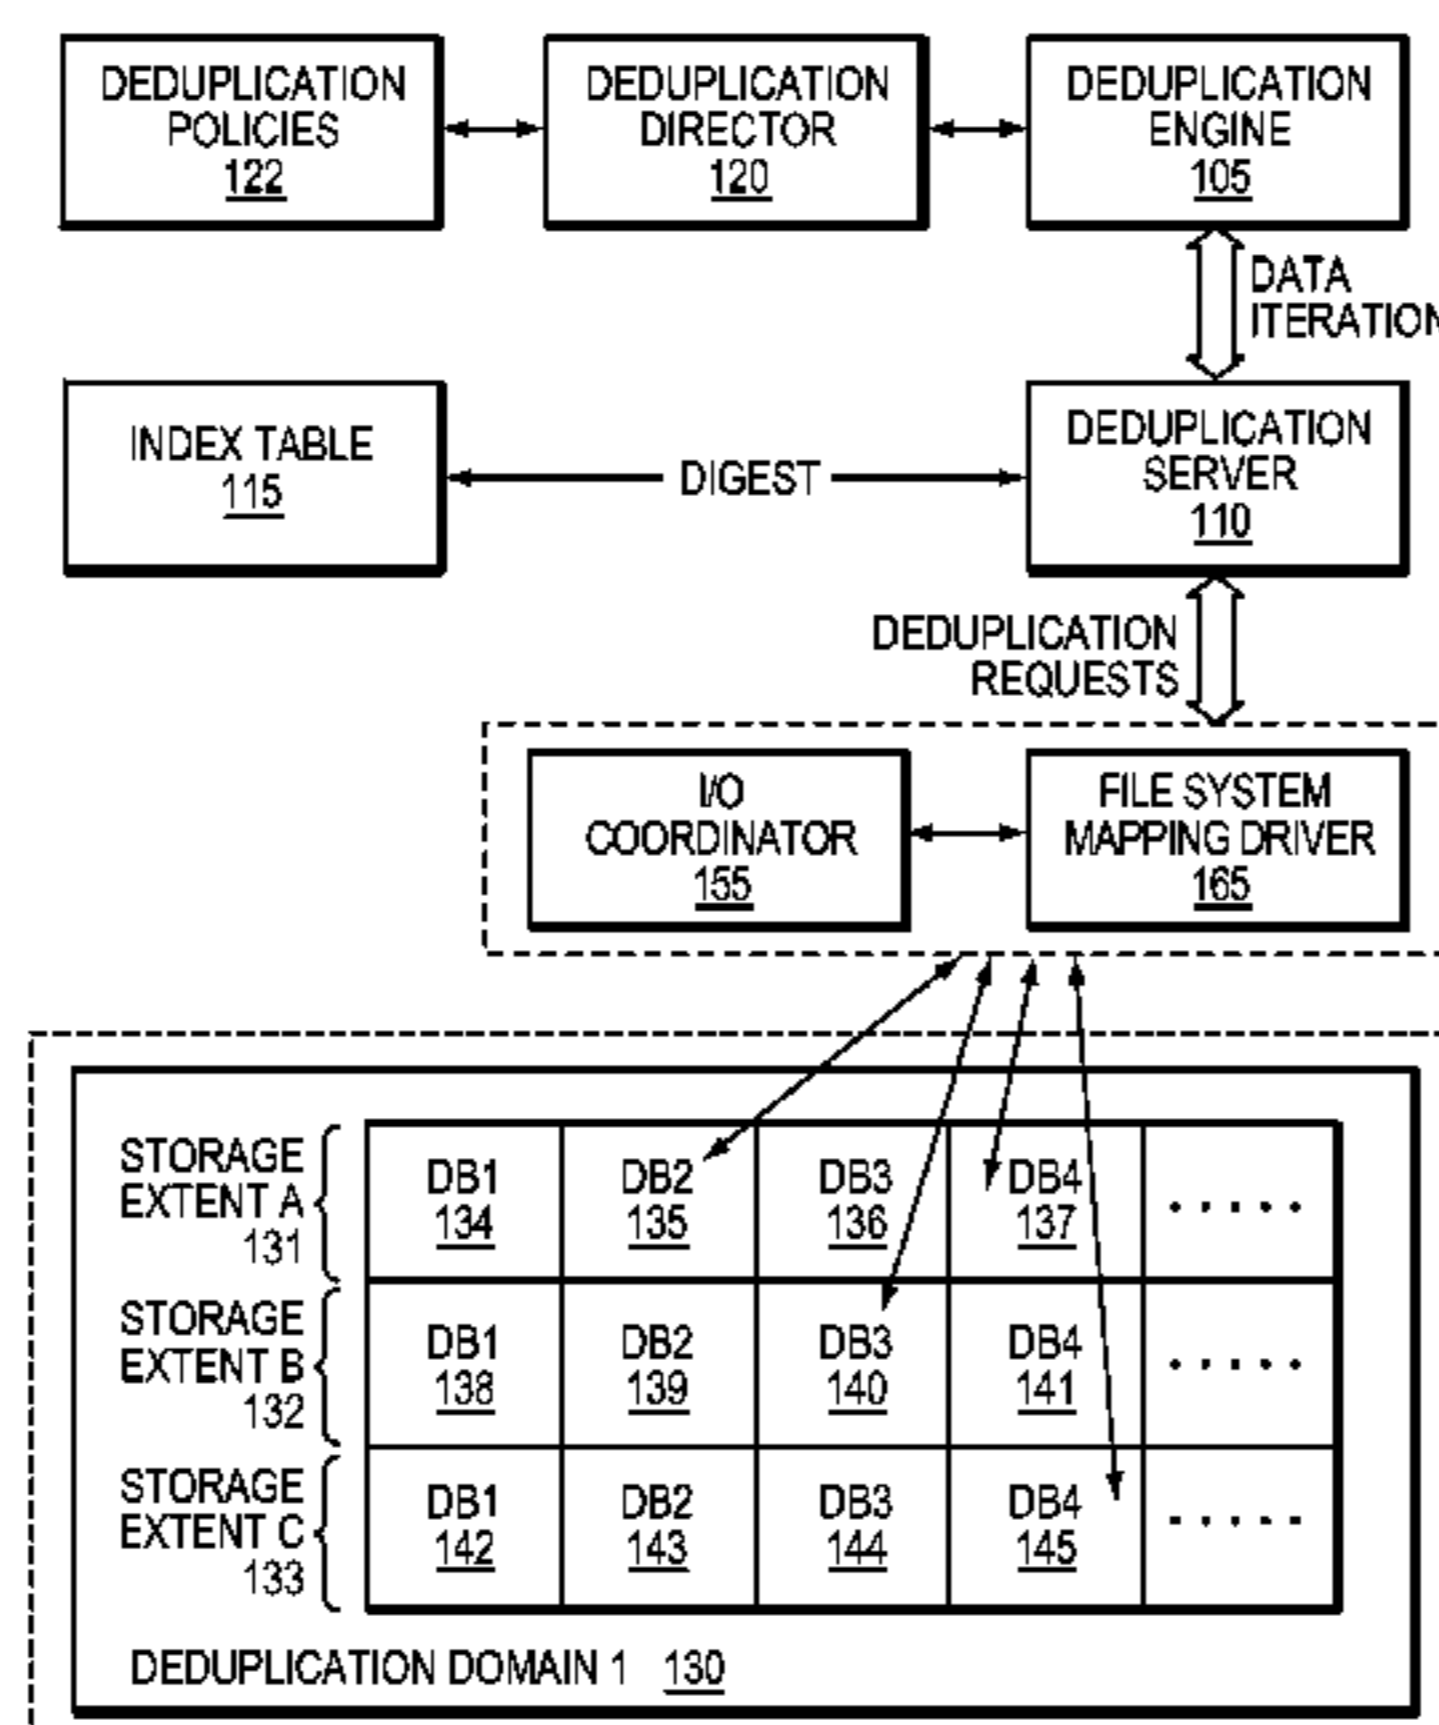 DEDUPLICATION
POLICIES
122
DEDUPLICATION
DIRECTOR
120
DEDUPLICATION
ENGINE
105
DATA
ITERATION
INDEX TABLE
115
DIGEST
DEDUPLICATION
SERVER
110
DEDUPLICATION
REQUESTS
I/O
COORDINATOR
155
FILE SYSTEM
MAPPING DRIVER
165
STORAGE
EXTENT A
131
DB1
134
DB2
135
DB3
136
DB4
137
.....
STORAGE
EXTENT B
132
DB1
138
DB2
139
DB3
140
DB4
141
.....
STORAGE
EXTENT C
133
DB1
142
DB2
143
DB3
144
DB4
145
.....
DEDUPLICATION DOMAIN 1 130